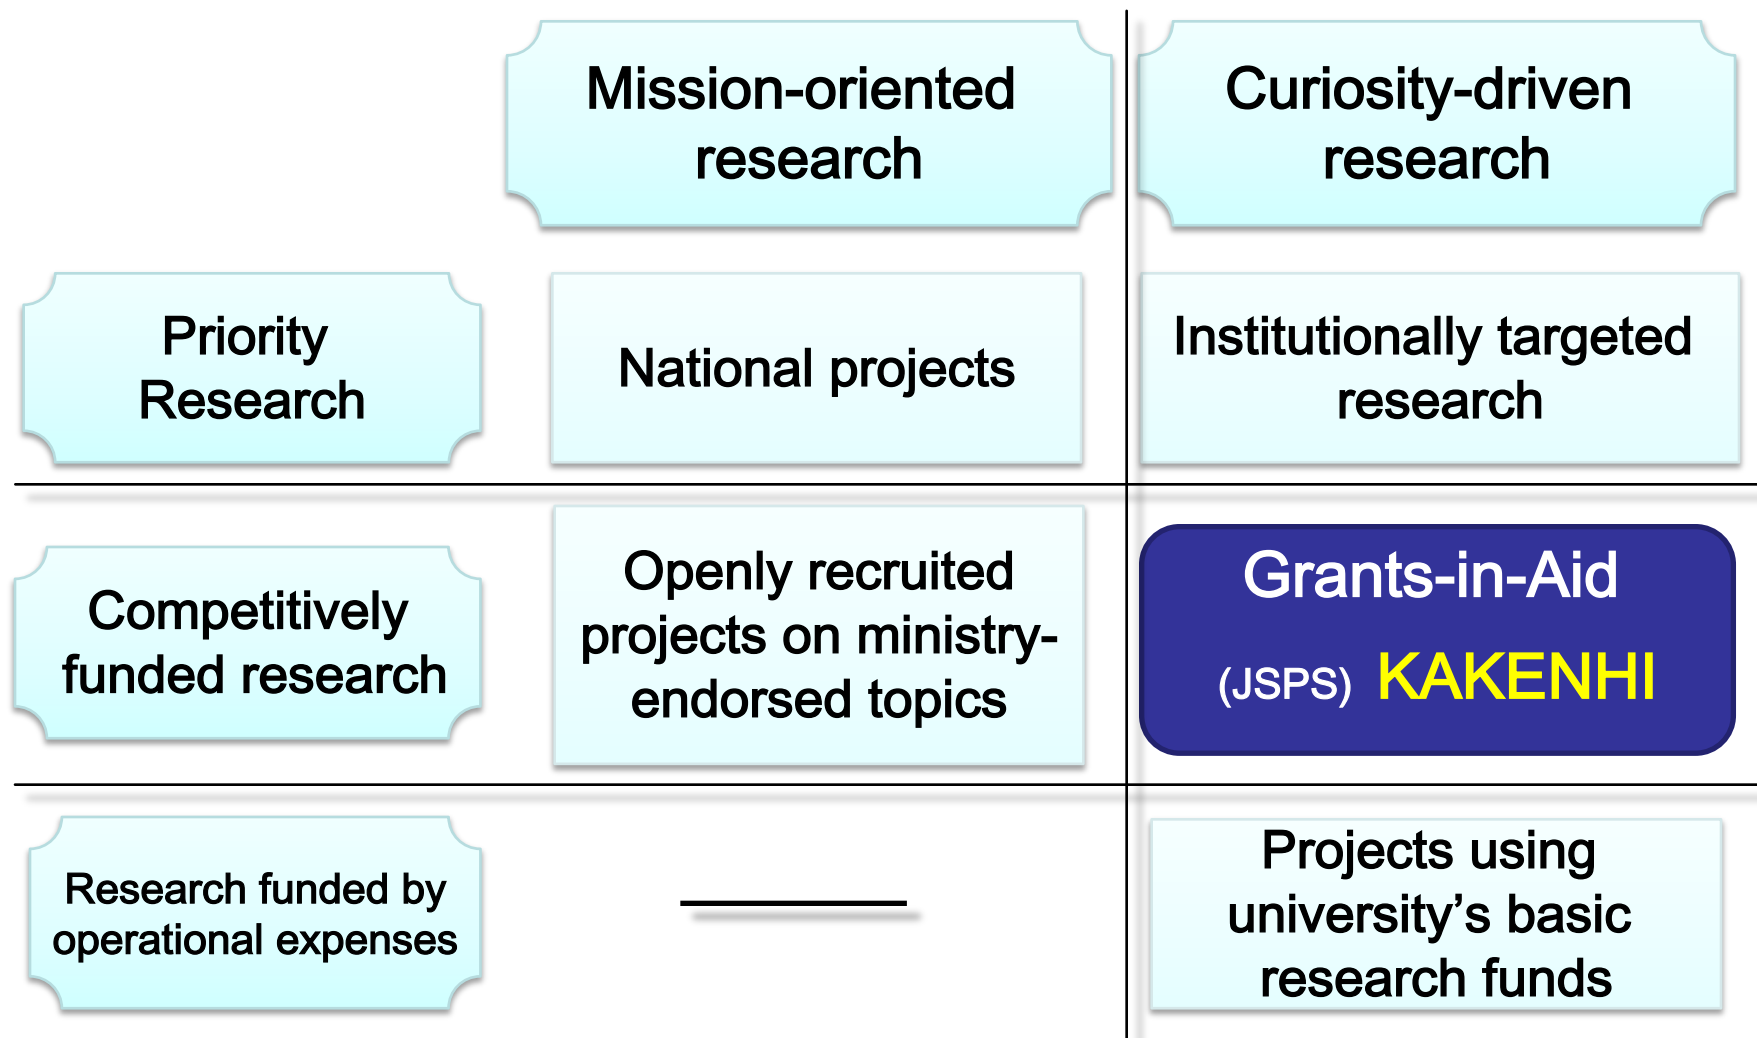 Mission-oriented
research
Curiosity-driven
research
Priority
Research
National projects
Institutionally targeted
research
Competitively
funded research
Openly recruited
projects on ministry-
endorsed topics
Grants-in-Aid
(JSPS) KAKENHI
Research funded by
operational expenses
Projects using
university’s basic
research funds